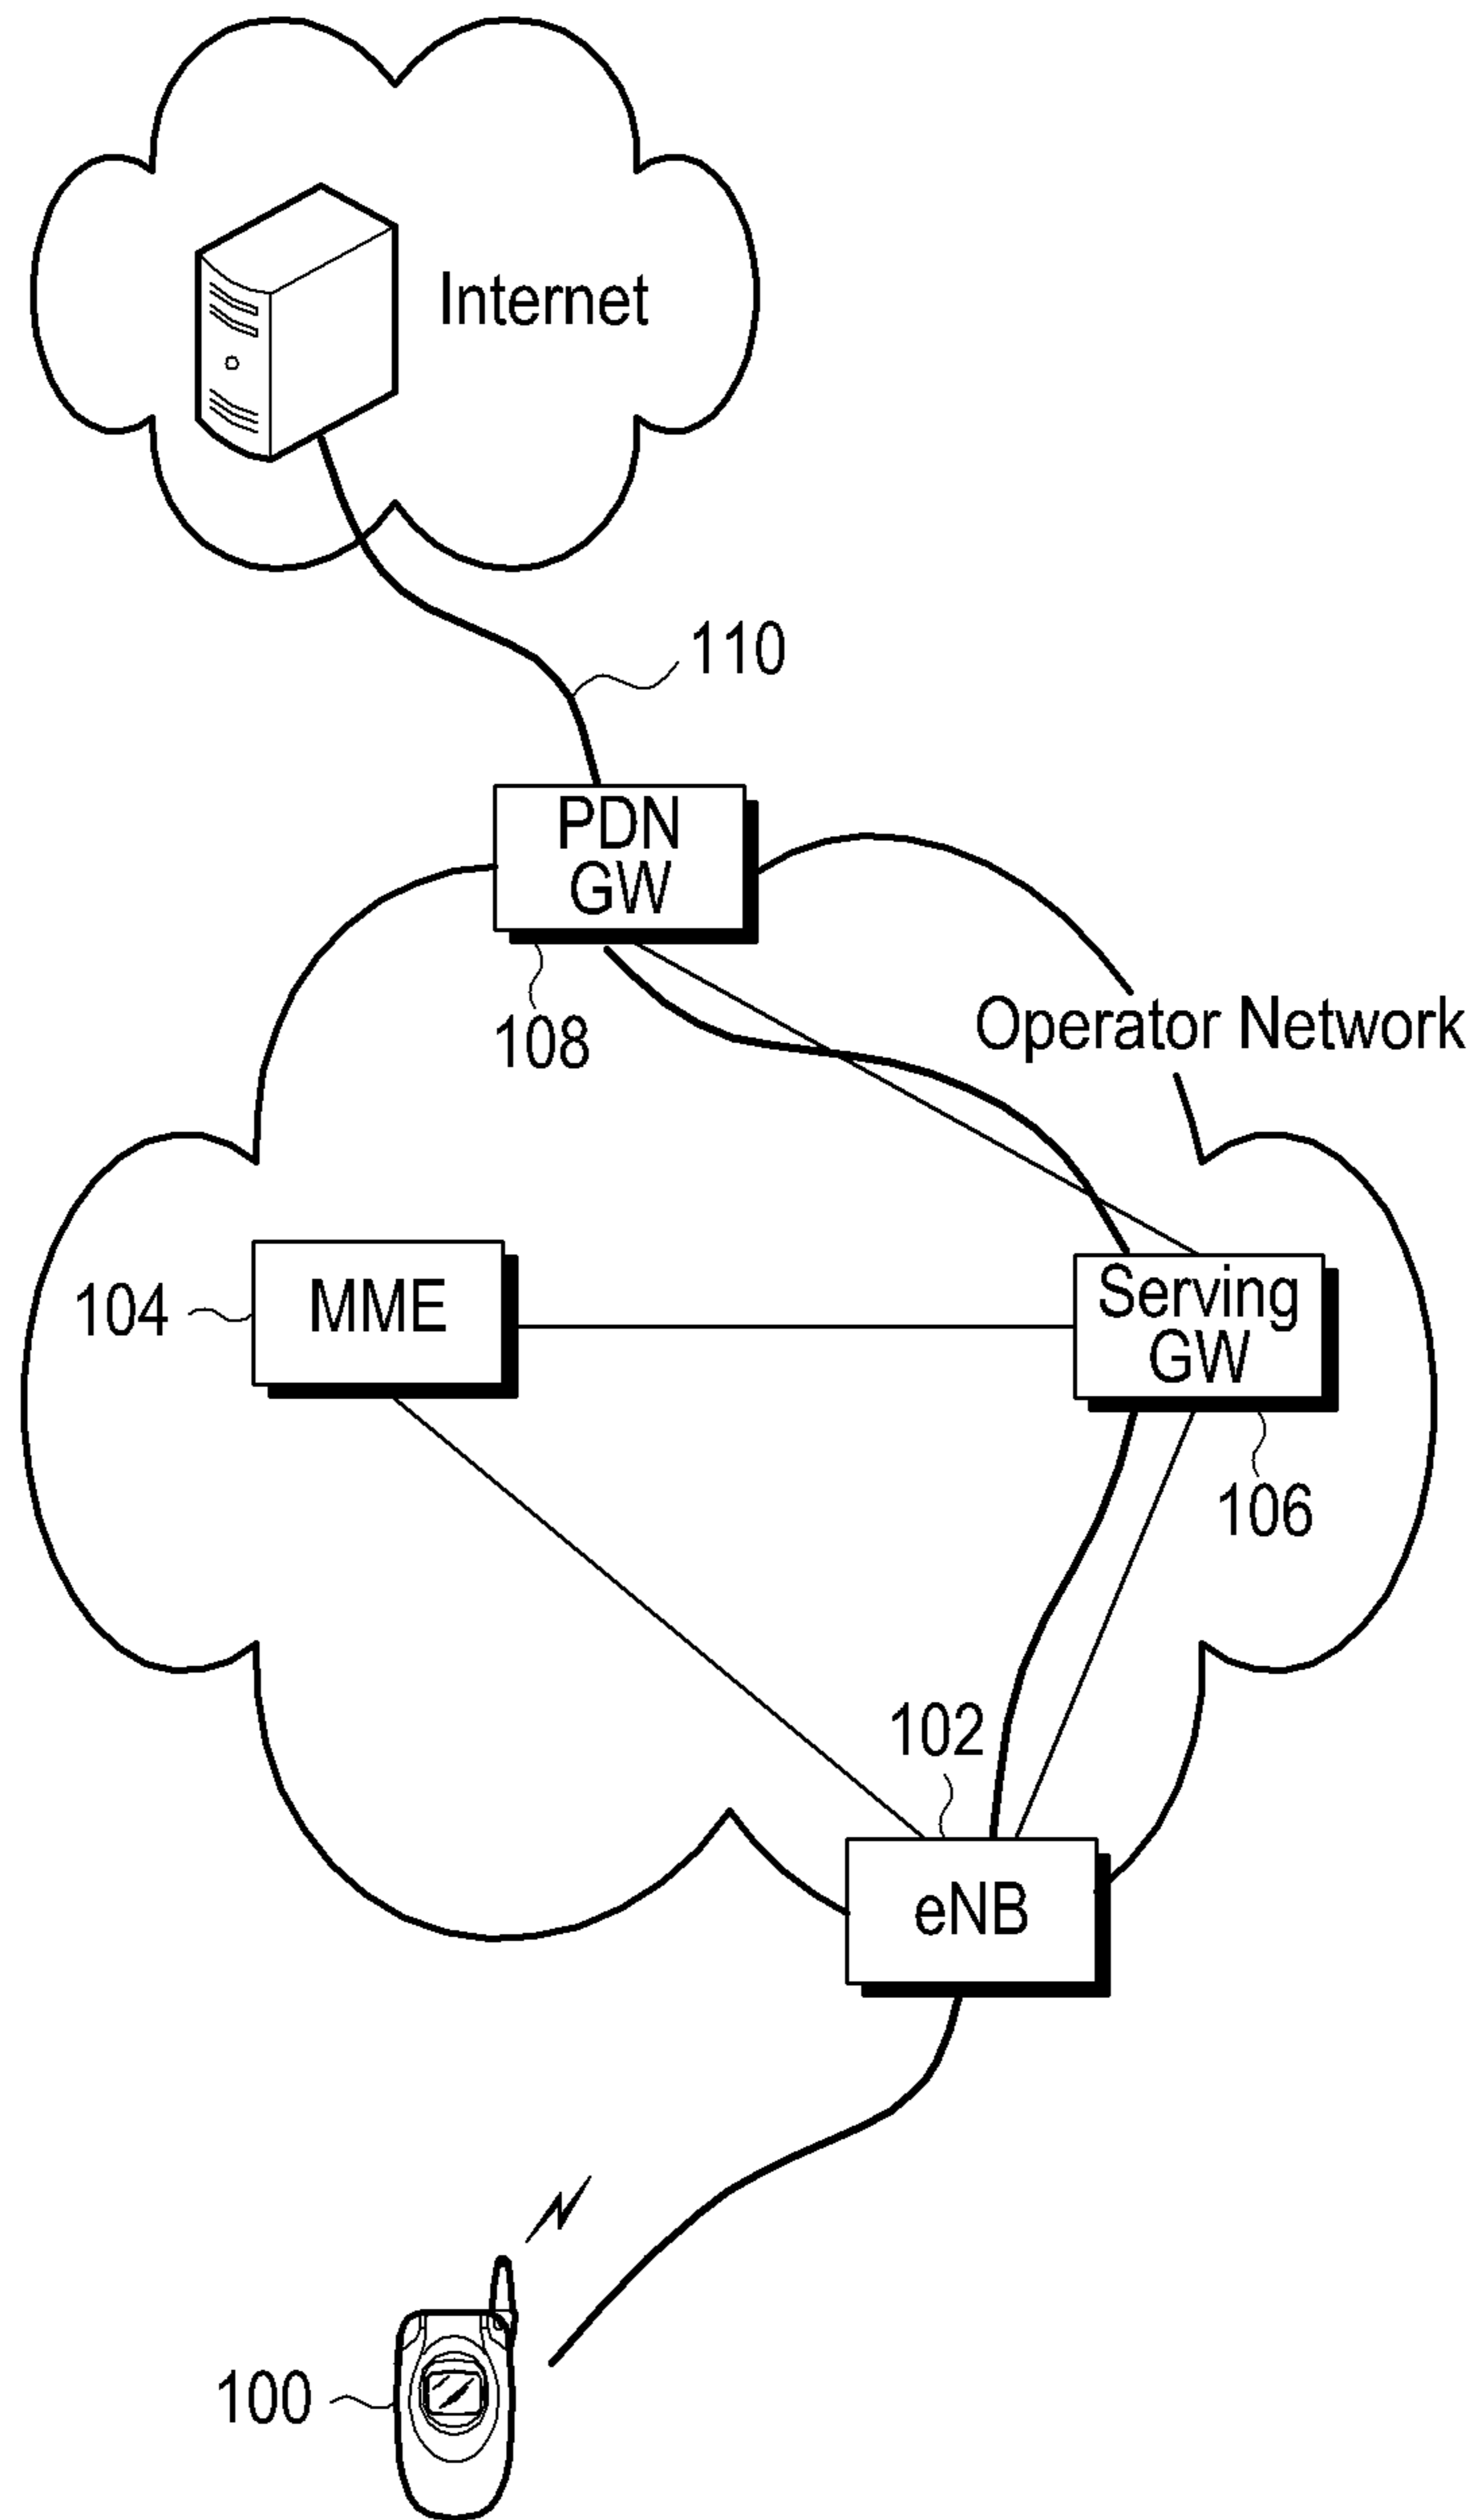 Internet
110
PDN
GW
108
Operator Network
104
MME
Serving
GW
106
102
eNB
100